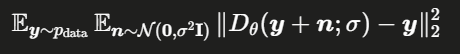 𝔼_{𝒚∼p_data} 𝔼_{𝒏∼𝒩(𝟎,σ²𝐈)} ‖D_θ(𝒚 + 𝒏; σ) − 𝒚‖₂²